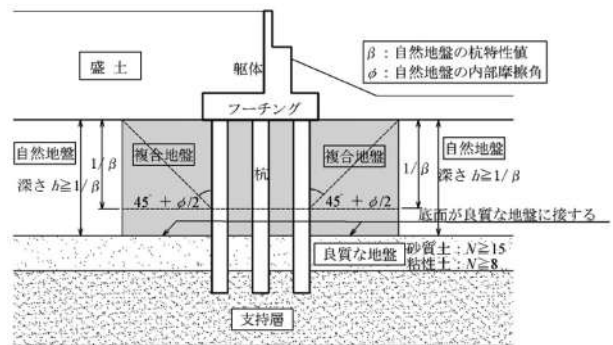 β：自然地盤の杭特性値
φ：自然地盤の内部摩擦角
盛 土
躯体
フーチング
自然地盤
深さ h≧1/β
1/β
複合地盤
杭
複合地盤
1/β
自然地盤
深さ h≧1/β
45° + φ/2
45° + φ/2
底面が良質な地盤に接する
良質な地盤
砂質土：N≧15
粘性土：N≧8
支持層